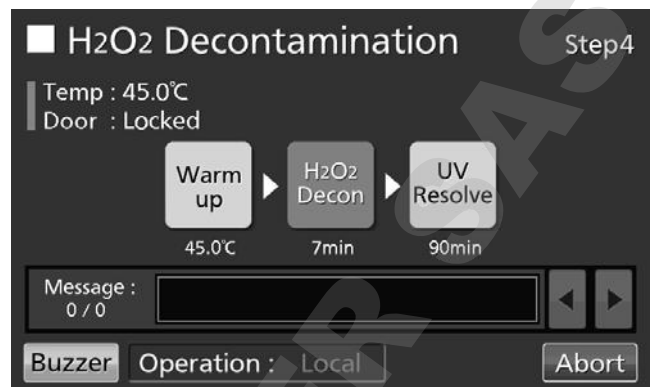 H2O2 Decontamination Step4
Temp : 45.0℃
Door : Locked
Warm up
H2O2 Decon
UV Resolve
45.0℃ 7min 90min
Message :
0 / 0
Buzzer Operation : Local Abort